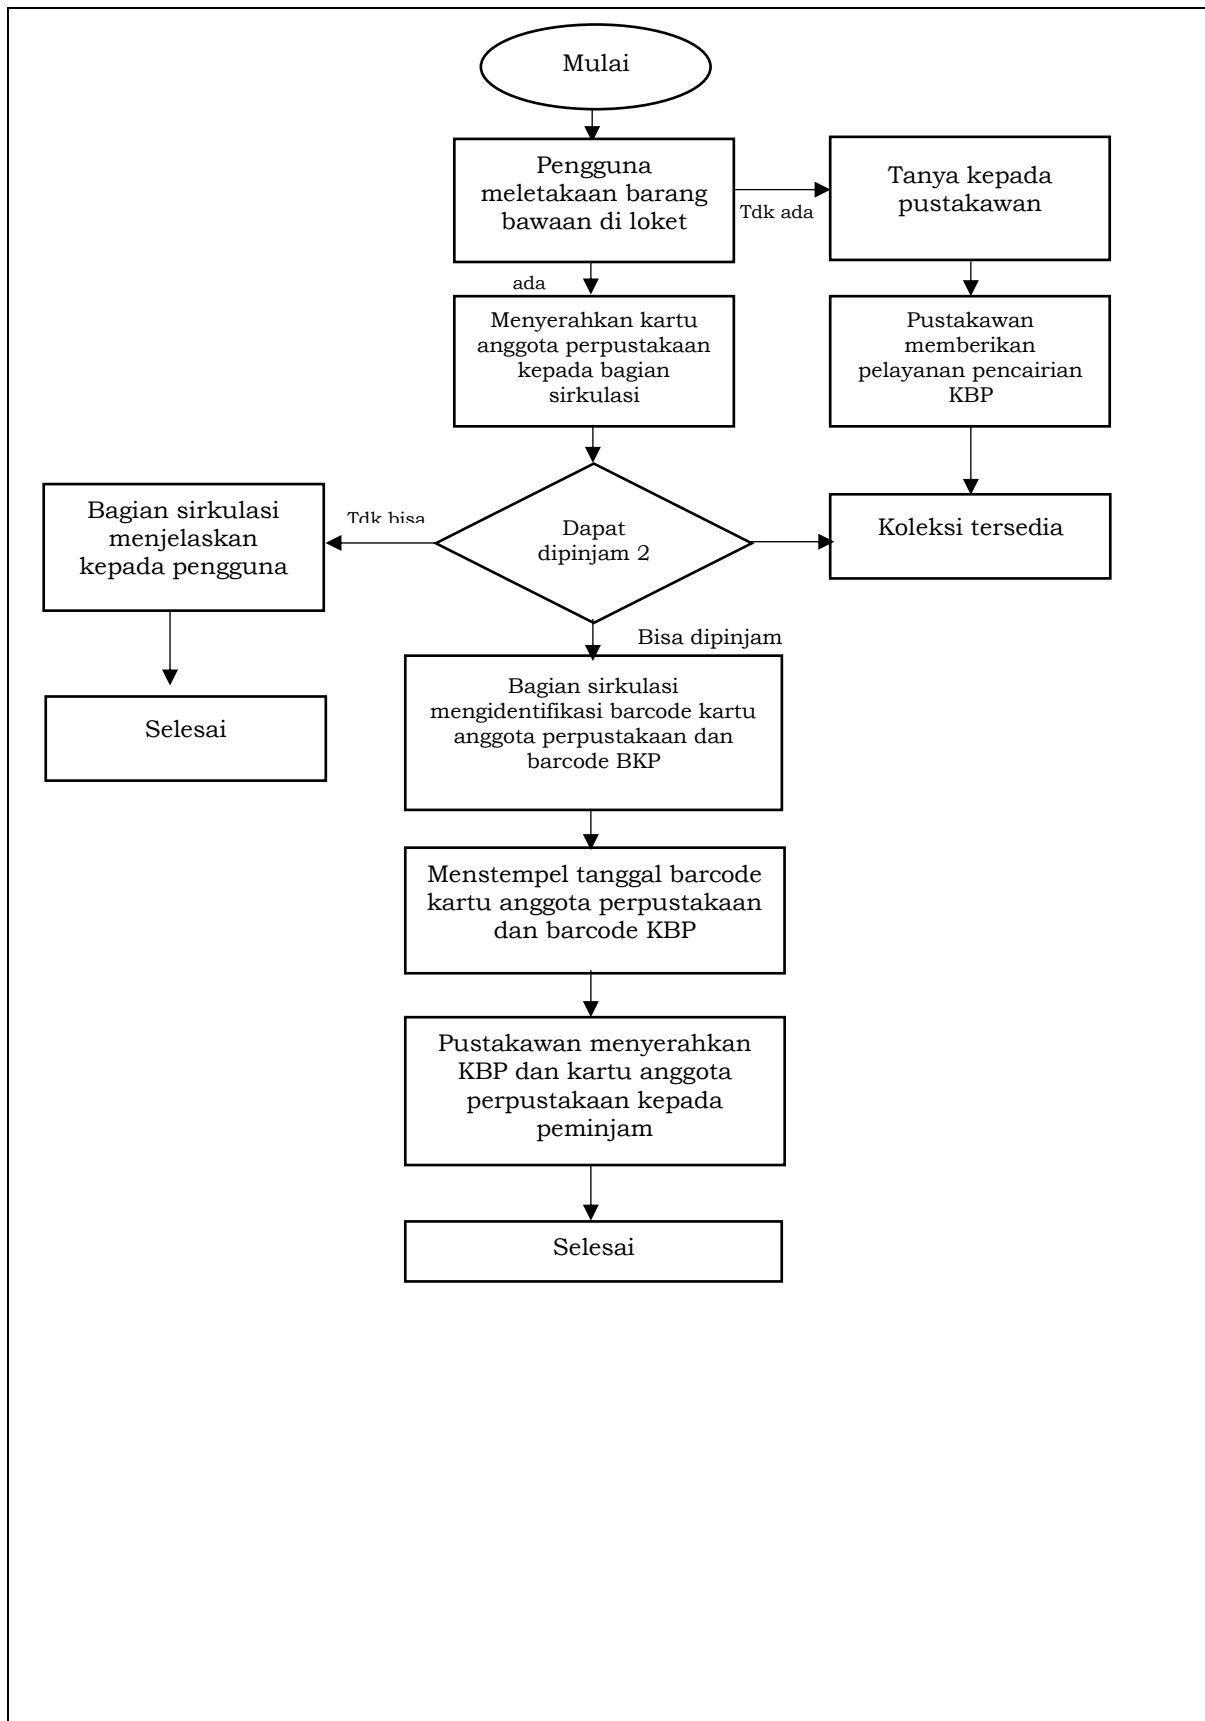 Mulai
Pengguna
meletakaan barang
bawaan di loket
Tdk ada
Tanya kepada
pustakawan
ada
Menyerahkan kartu
anggota perpustakaan
kepada bagian
sirkulasi
Pustakawan
memberikan
pelayanan pencairian
KBP
Bagian sirkulasi
menjelaskan
kepada pengguna
Tdk bisa
Dapat
dipinjam 2
Koleksi tersedia
Bisa dipinjam
Selesai
Bagian sirkulasi
mengidentifikasi barcode kartu
anggota perpustakaan dan
barcode BKP
Menstempel tanggal barcode
kartu anggota perpustakaan
dan barcode KBP
Pustakawan menyerahkan
KBP dan kartu anggota
perpustakaan kepada
peminjam
Selesai